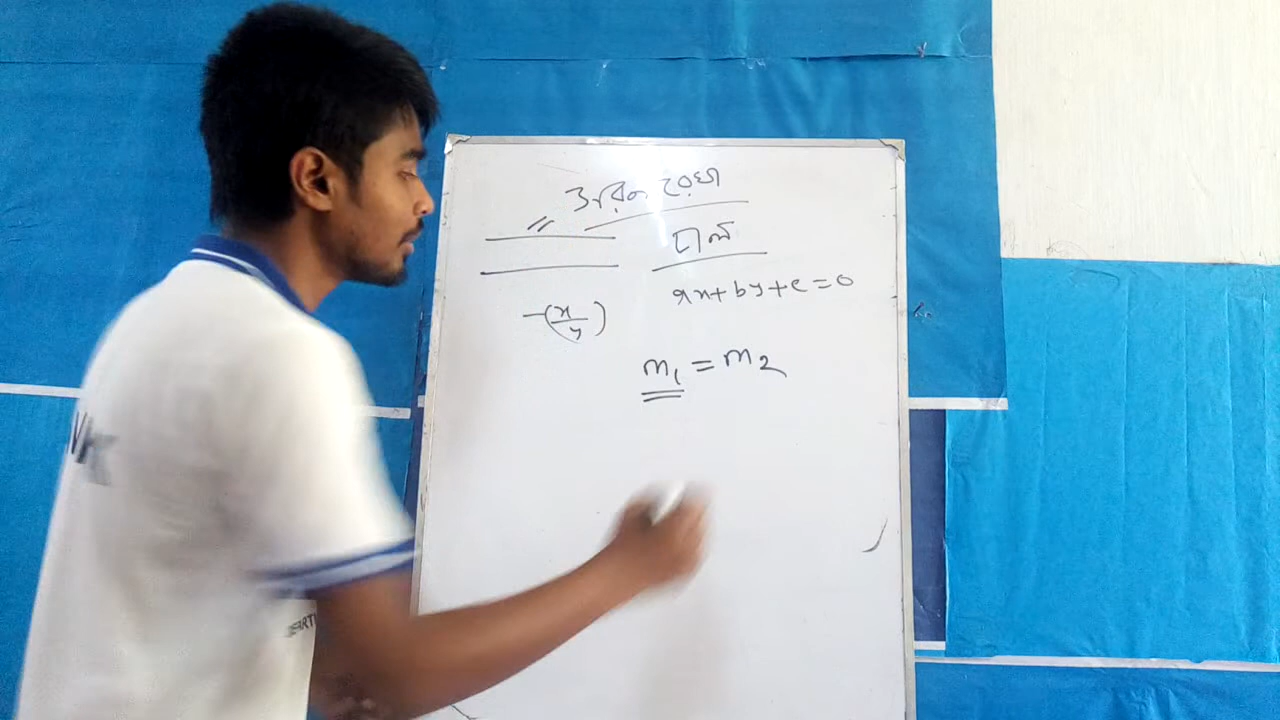 সরল রেখা
ঢাল
ax+by+c=0
-(x/y)
m₁ = m₂